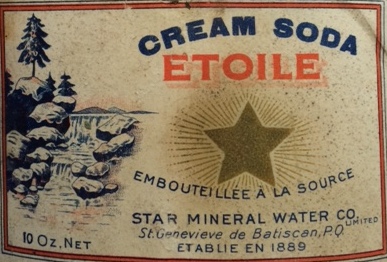 CREAM SODA
ETOILE
EMBOUTEILLÉE À LA SOURCE
STAR MINERAL WATER CO. LIMITED
St. Genevieve de Batiscan, P.Q.
10 Oz, NET
ETABLIE EN 1889